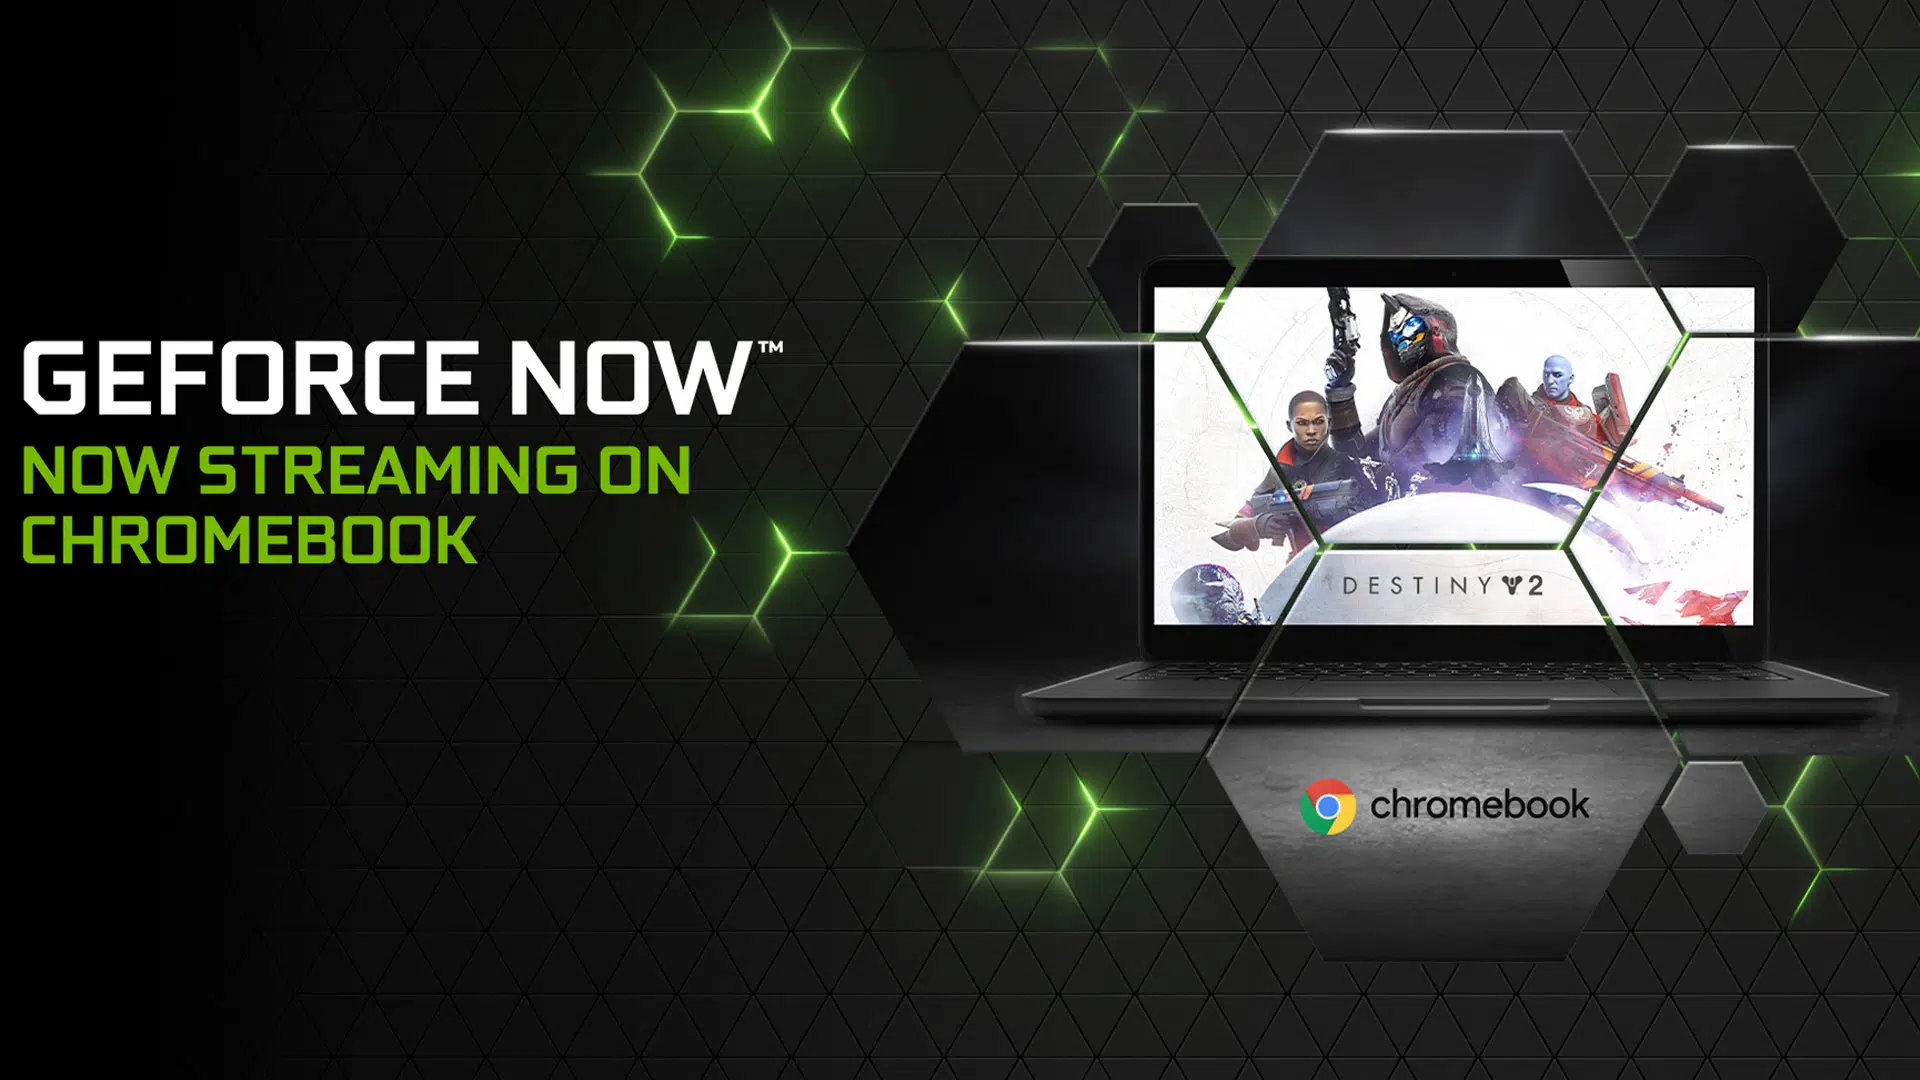 GEFORCE NOW™
NOW STREAMING ON
CHROMEBOOK
DESTINY 2
chromebook